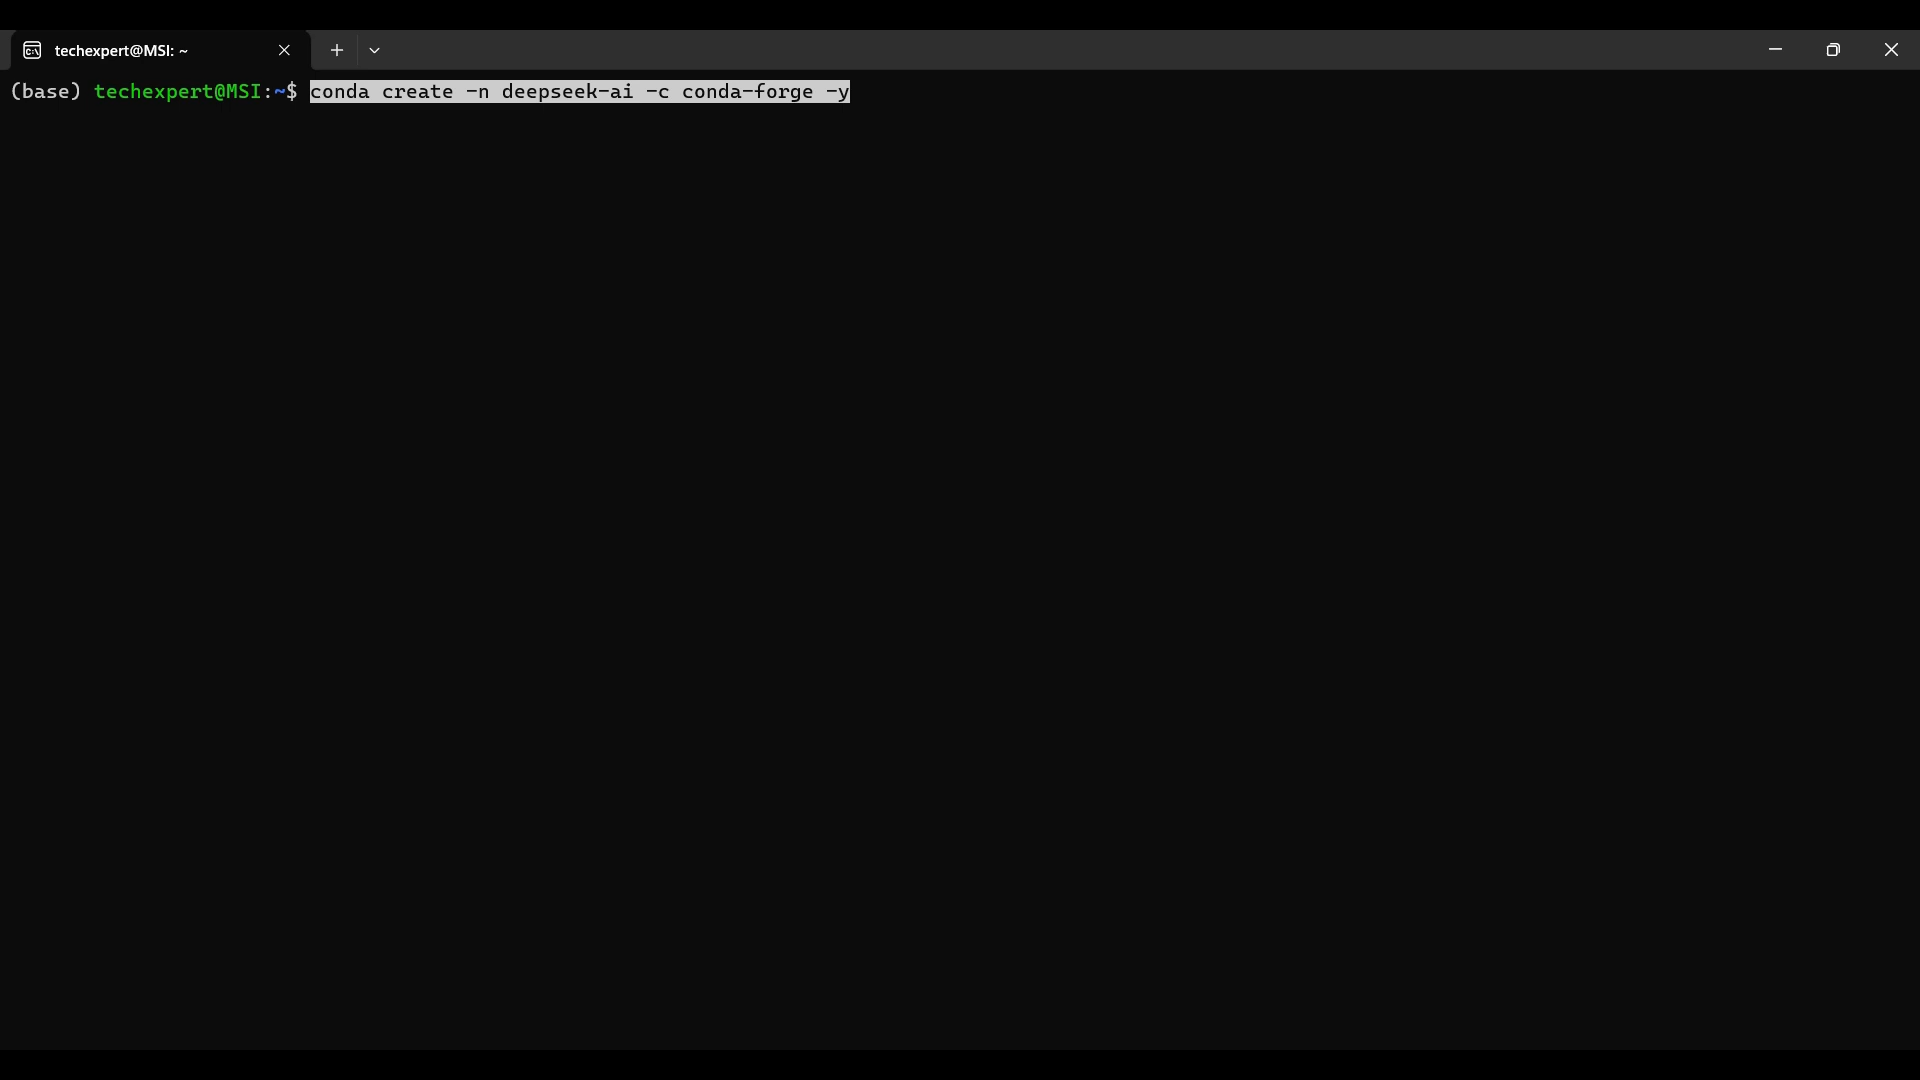 techexpert@MSI: ~
(base) techexpert@MSI:~$ conda create -n deepseek-ai -c conda-forge -y